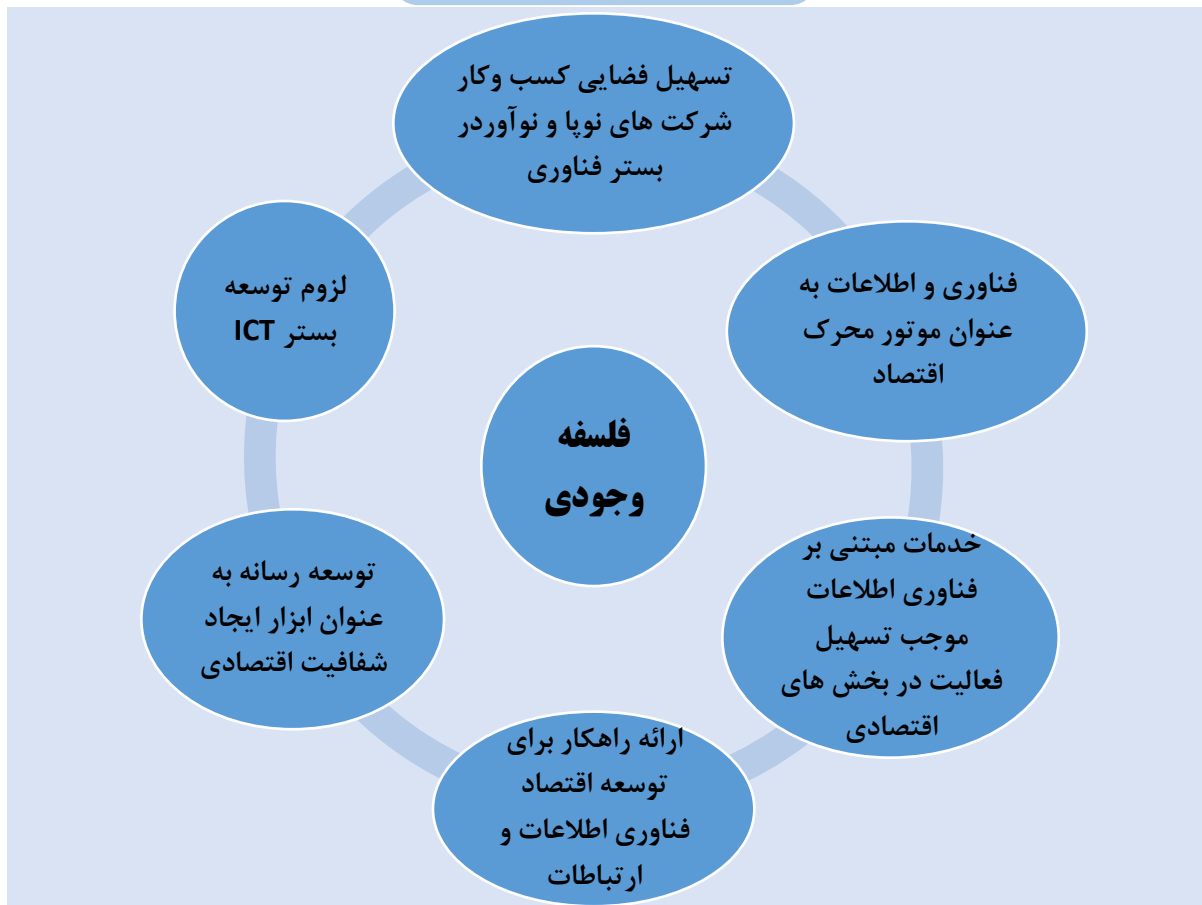 تسهیل فضایی کسب وکار
شرکت های نوپا و نوآوردر
بستر فناوری
فناوری و اطلاعات به
عنوان موتور محرک
اقتصاد
خدمات مبتنی بر
فناوری اطلاعات
موجب تسهیل
فعالیت در بخش های
اقتصادی
ارائه راهکار برای
توسعه اقتصاد
فناوری اطلاعات و
ارتباطات
توسعه رسانه به
عنوان ابزار ایجاد
شفافیت اقتصادی
لزوم توسعه
بستر ICT
فلسفه
وجودی